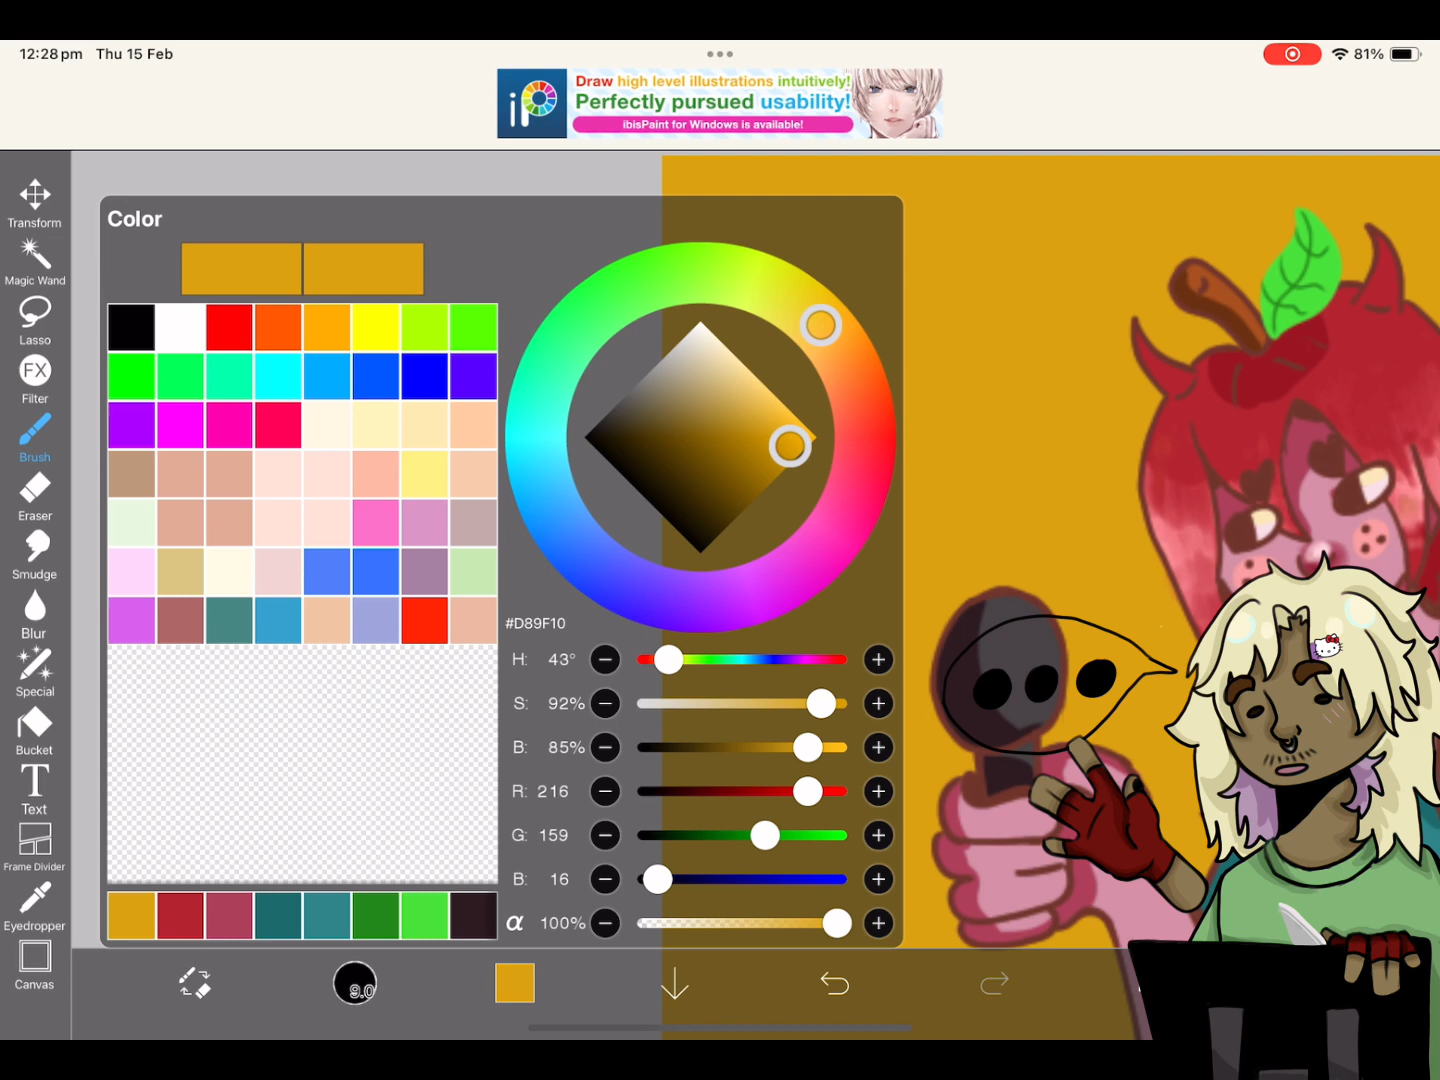 12:28 pm Thu 15 Feb
81%
iP
Draw high level illustrations intuitively!
Perfectly pursued usability!
ibisPaint for Windows is available!
Transform
Magic Wand
Lasso
FX
Filter
Brush
Eraser
Smudge
Blur
Special
Bucket
T
Text
Frame Divider
Eyedropper
Canvas
Color
#D89F10
H: 43°
S: 92%
B: 85%
R: 216
G: 159
B: 16
α 100%
9.0